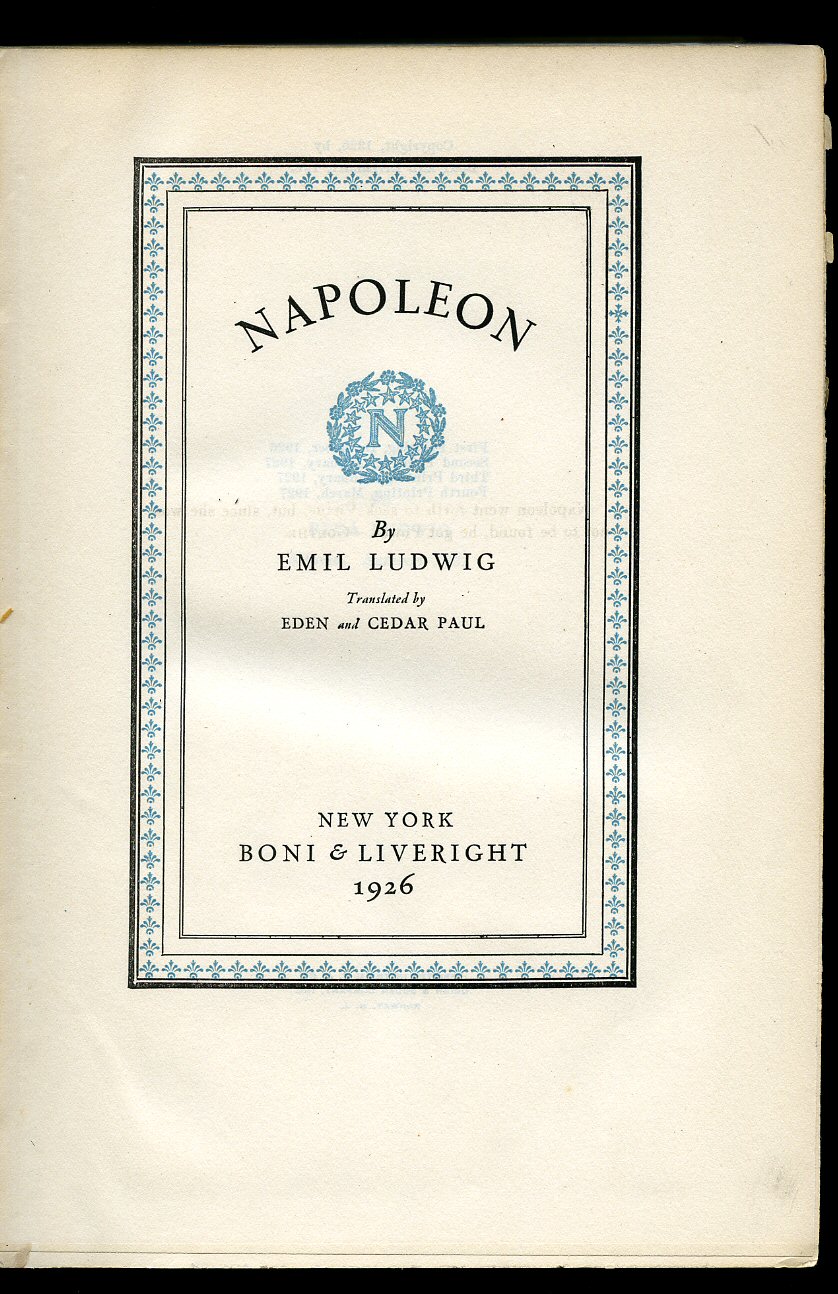 NAPOLEON
N
By
EMIL LUDWIG
Translated by
EDEN and CEDAR PAUL
NEW YORK
BONI & LIVERIGHT
1926